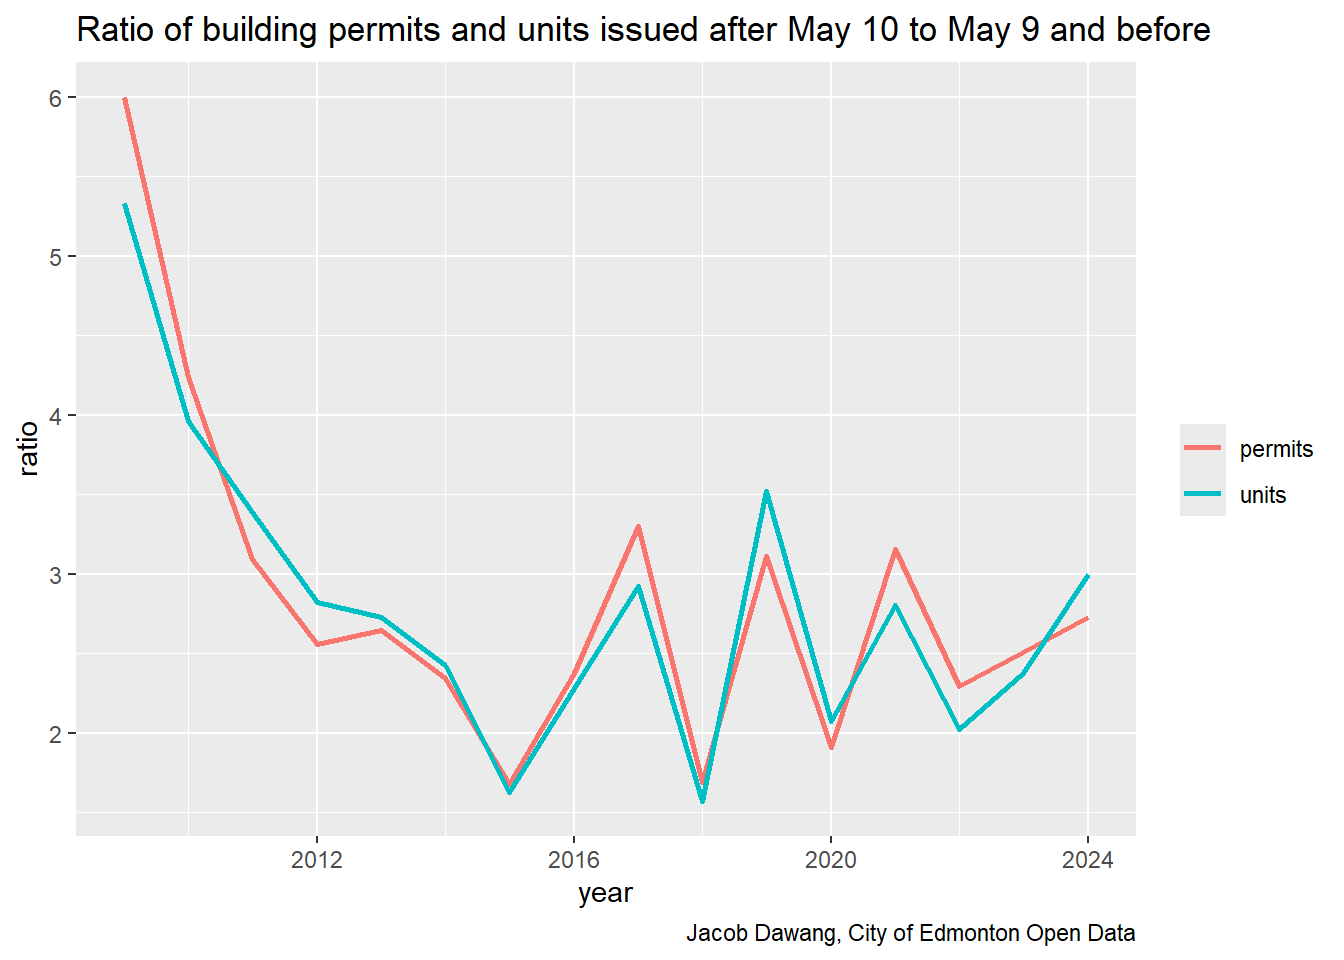 Ratio of building permits and units issued after May 10 to May 9 and before
6
5
4
3
2
ratio
2012
2016
2020
2024
year
permits
units
Jacob Dawang, City of Edmonton Open Data